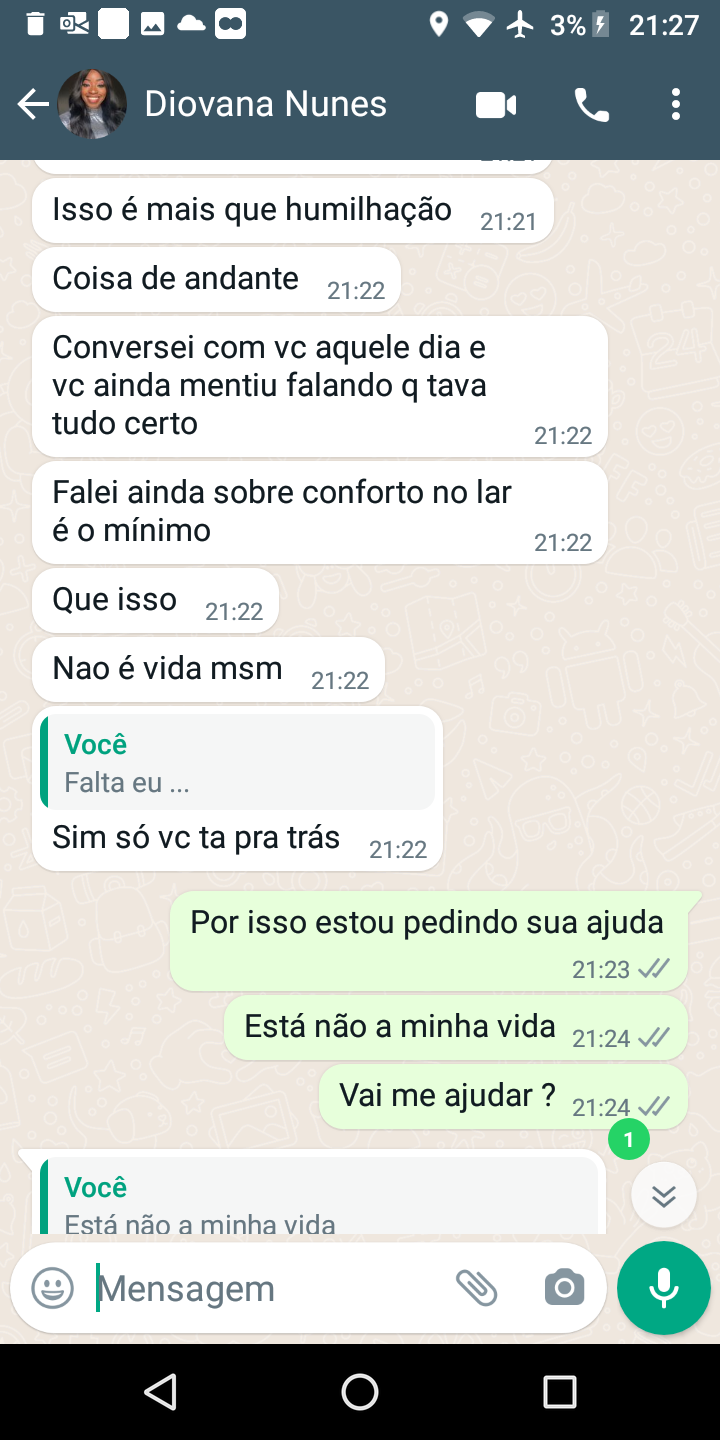 3% 21:27
Diovana Nunes
Isso é mais que humilhação 21:21
Coisa de andante 21:22
Conversei com vc aquele dia e
vc ainda mentiu falando q tava
tudo certo 21:22
Falei ainda sobre conforto no lar
é o mínimo 21:22
Que isso 21:22
Nao é vida msm 21:22
Você
Falta eu ...
Sim só vc ta pra trás 21:22
Por isso estou pedindo sua ajuda
21:23
Está não a minha vida 21:24
Vai me ajudar ? 21:24
1
Você
Está não a minha vida
Mensagem